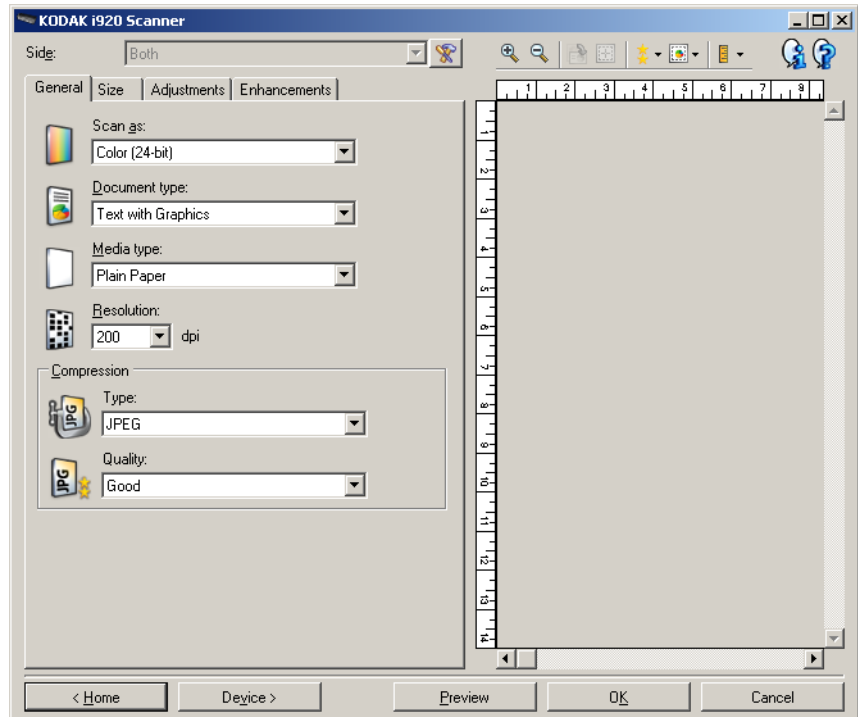 KODAK i920 Scanner
Side: Both
General Size Adjustments Enhancements
Scan as:
Color (24-bit)
Document type:
Text with Graphics
Media type:
Plain Paper
Resolution:
200 dpi
Compression
Type:
JPG
JPEG
Quality:
JPG
Good
1 2 3 4 5 6 7 8
1
2
3
4
5
6
7
8
9
10
11
12
13
14
< Home Device > Preview OK Cancel